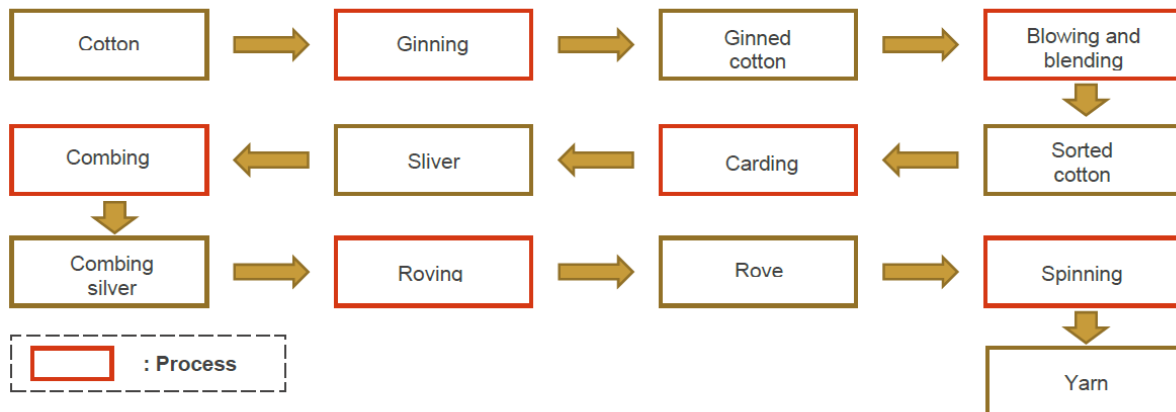 Cotton
Ginning
Ginned
cotton
Blowing and
blending
Combing
Sliver
Carding
Sorted
cotton
Combing
silver
Roving
Rove
Spinning
: Process
Yarn